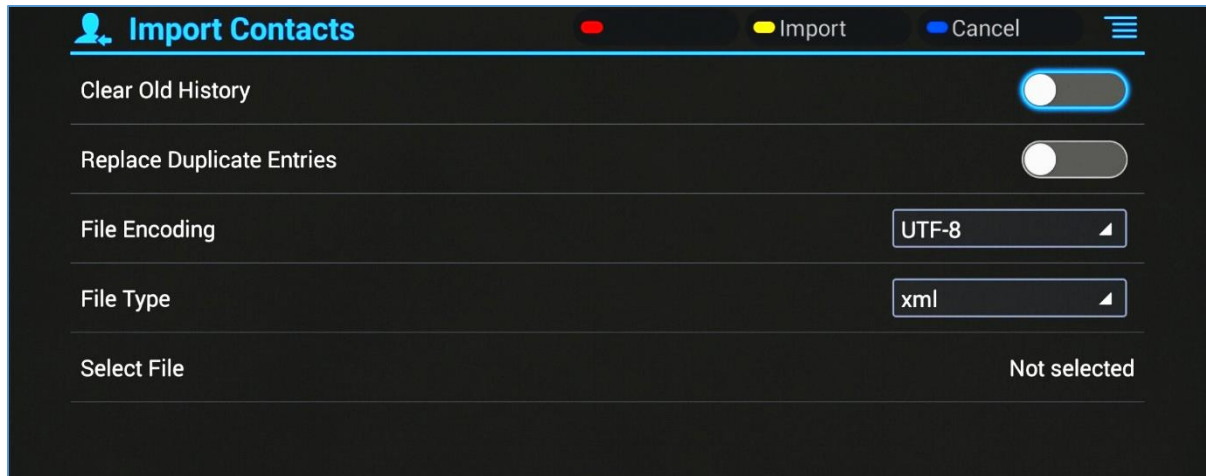 Import Contacts
Import
Cancel
Clear Old History
Replace Duplicate Entries
File Encoding
UTF-8
File Type
xml
Select File
Not selected